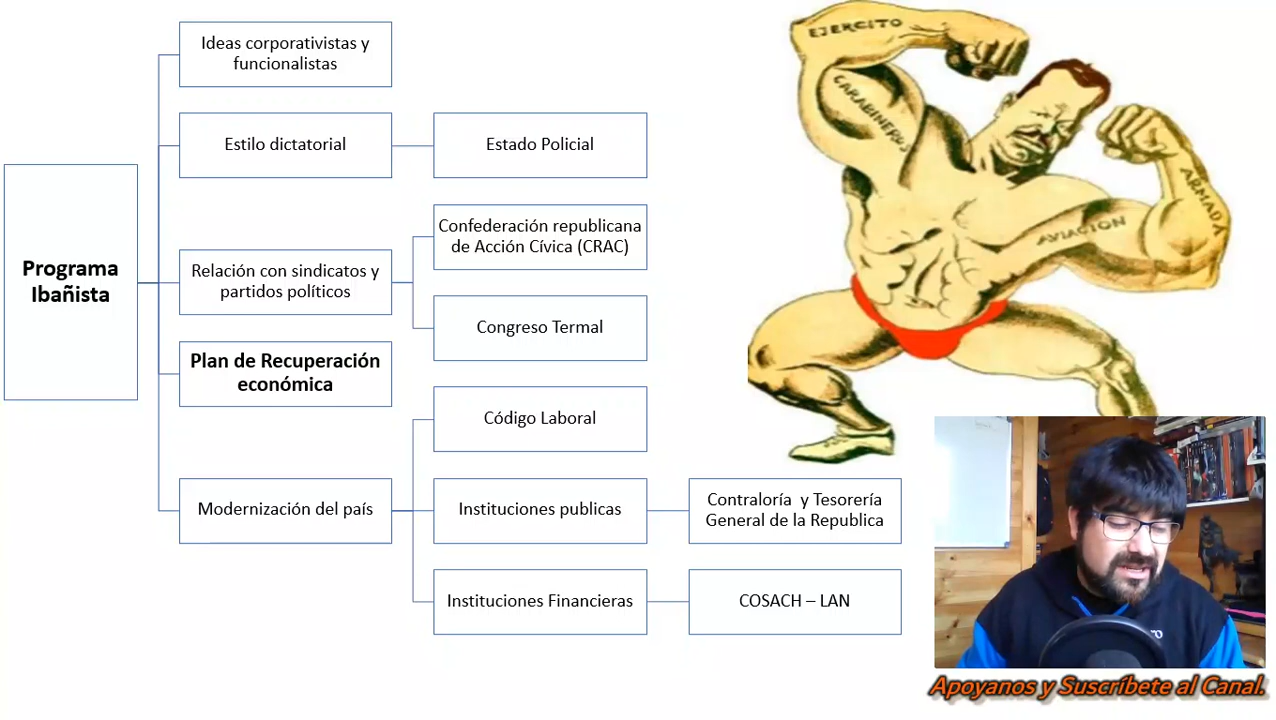 Ideas corporativistas y
funcionalistas
Estilo dictatorial
Estado Policial
Programa
Ibañista
Relación con sindicatos y
partidos políticos
Confederación republicana
de Acción Cívica (CRAC)
Congreso Termal
Plan de Recuperación
económica
Modernización del país
Código Laboral
Instituciones publicas
Contraloría y Tesorería
General de la Republica
Instituciones Financieras
COSACH – LAN
EJERCITO
CARABINEROS
AVIACION
ARMADA
Apoyanos y Suscríbete al Canal.